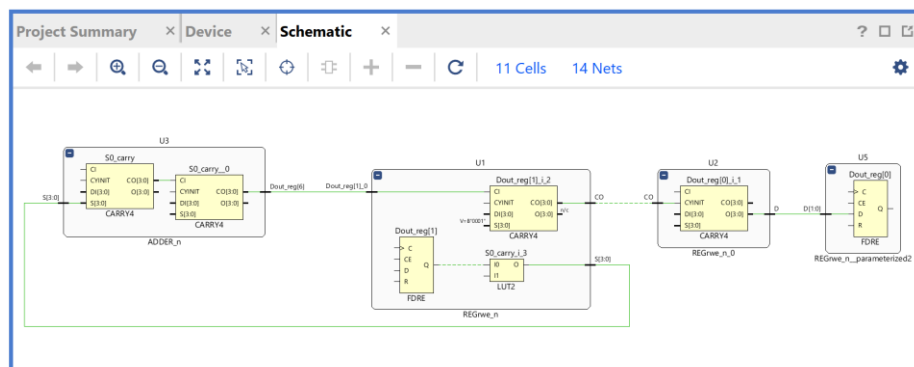 Project Summary × Device × Schematic × ?
11 Cells 14 Nets
U3
S0_carry
CI
CYINIT CO[3:0]
DI[3:0] O[3:0]
S[3:0]
CARRY4
S0_carry__0
CI
CYINIT CO[3:0]
DI[3:0] O[3:0]
S[3:0]
CARRY4
S[3:0]
Dout_reg[6]
ADDER_n
U1
Dout_reg[1]_0
Dout_reg[1]_i_2
CI
CYINIT CO[3:0]
DI[3:0] O[3:0]
S[3:0]
CARRY4
n/c
CO
Dout_reg[1]
C
CE
D
R
Q
FDRE
S0_carry_i_3
I0 O
I1
LUT2
S[3:0]
REGrwe_n
U2
CO
Dout_reg[0]_i_1
CI
CYINIT CO[3:0]
DI[3:0] O[3:0]
S[3:0]
CARRY4
D
REGrwe_n_0
U5
D[1:0]
Dout_reg[0]
C
CE
D
R
Q
FDRE
REGrwe_n__parameterized2